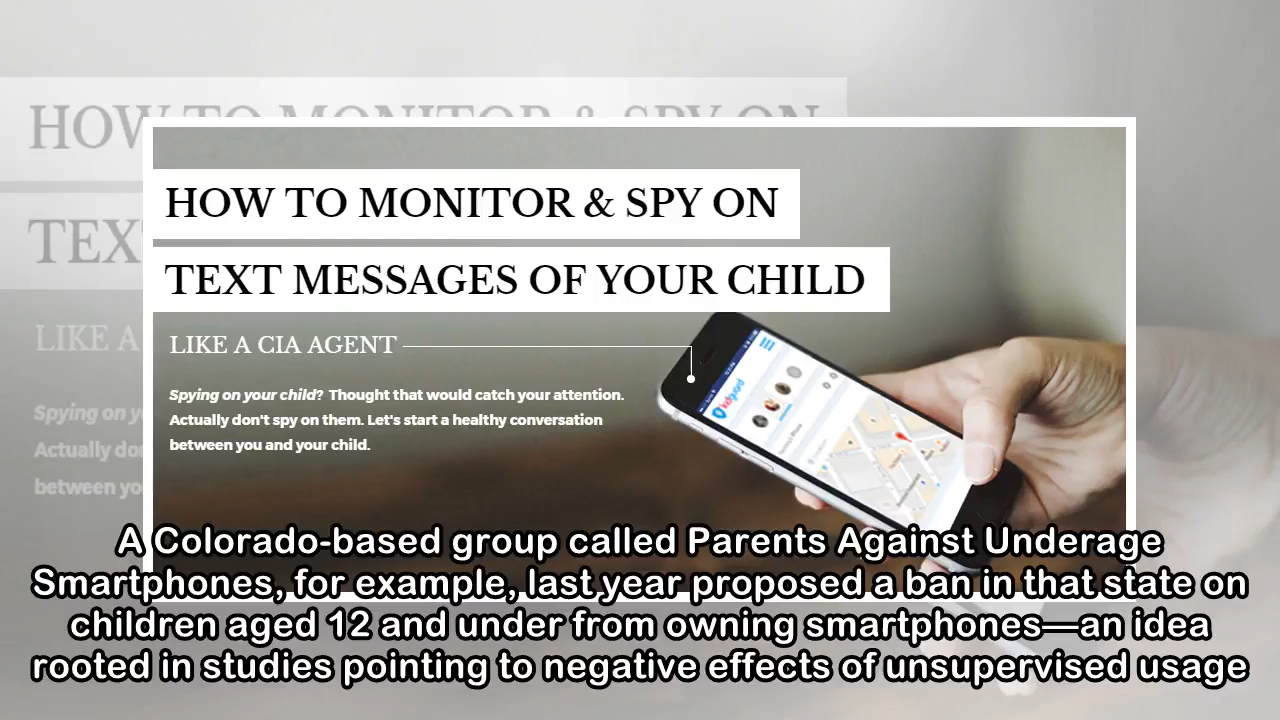 HOW TO MONITOR & SPY ON
TEXT MESSAGES OF YOUR CHILD
LIKE A CIA AGENT
Spying on your child? Thought that would catch your attention.
Actually don't spy on them. Let's start a healthy conversation
between you and your child.
kidguard
A Colorado-based group called Parents Against Underage
Smartphones, for example, last year proposed a ban in that state on
children aged 12 and under from owning smartphones—an idea
rooted in studies pointing to negative effects of unsupervised usage